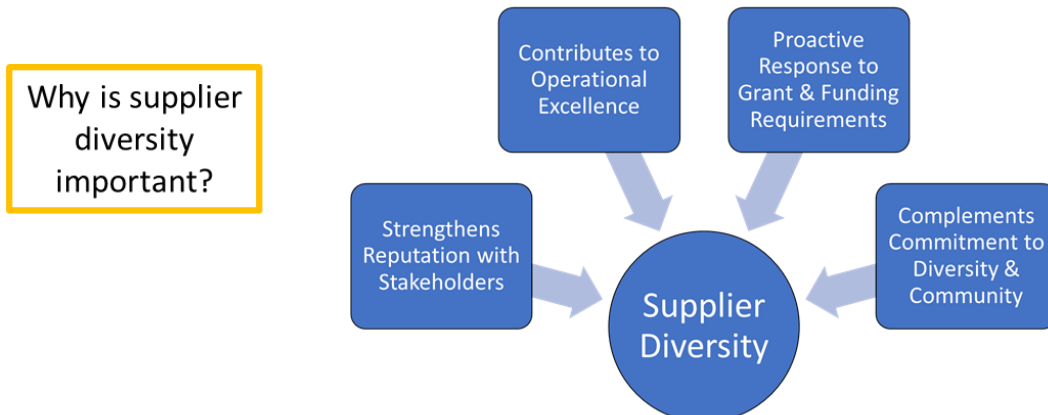 Why is supplier
diversity
important?
Strengthens
Reputation with
Stakeholders
Contributes to
Operational
Excellence
Proactive
Response to
Grant & Funding
Requirements
Complements
Commitment to
Diversity &
Community
Supplier
Diversity